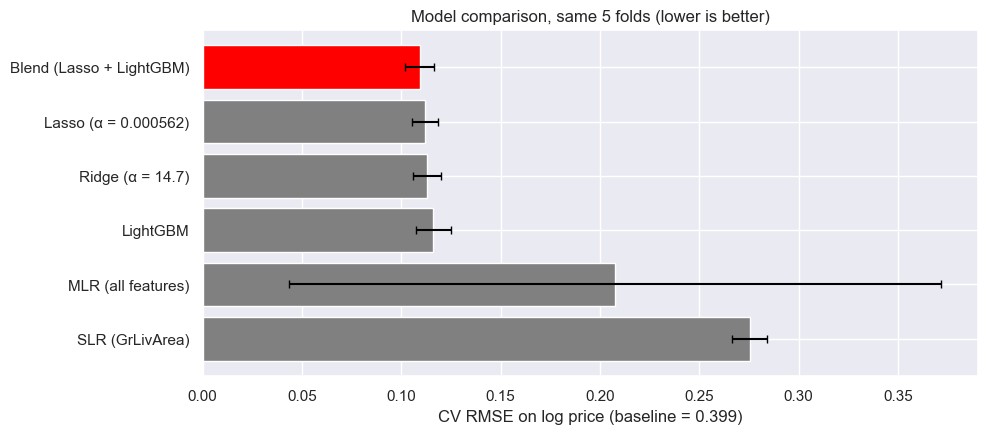 Model comparison, same 5 folds (lower is better)
Blend (Lasso + LightGBM)
Lasso (α = 0.000562)
Ridge (α = 14.7)
LightGBM
MLR (all features)
SLR (GrLivArea)
0.00 0.05 0.10 0.15 0.20 0.25 0.30 0.35
CV RMSE on log price (baseline = 0.399)